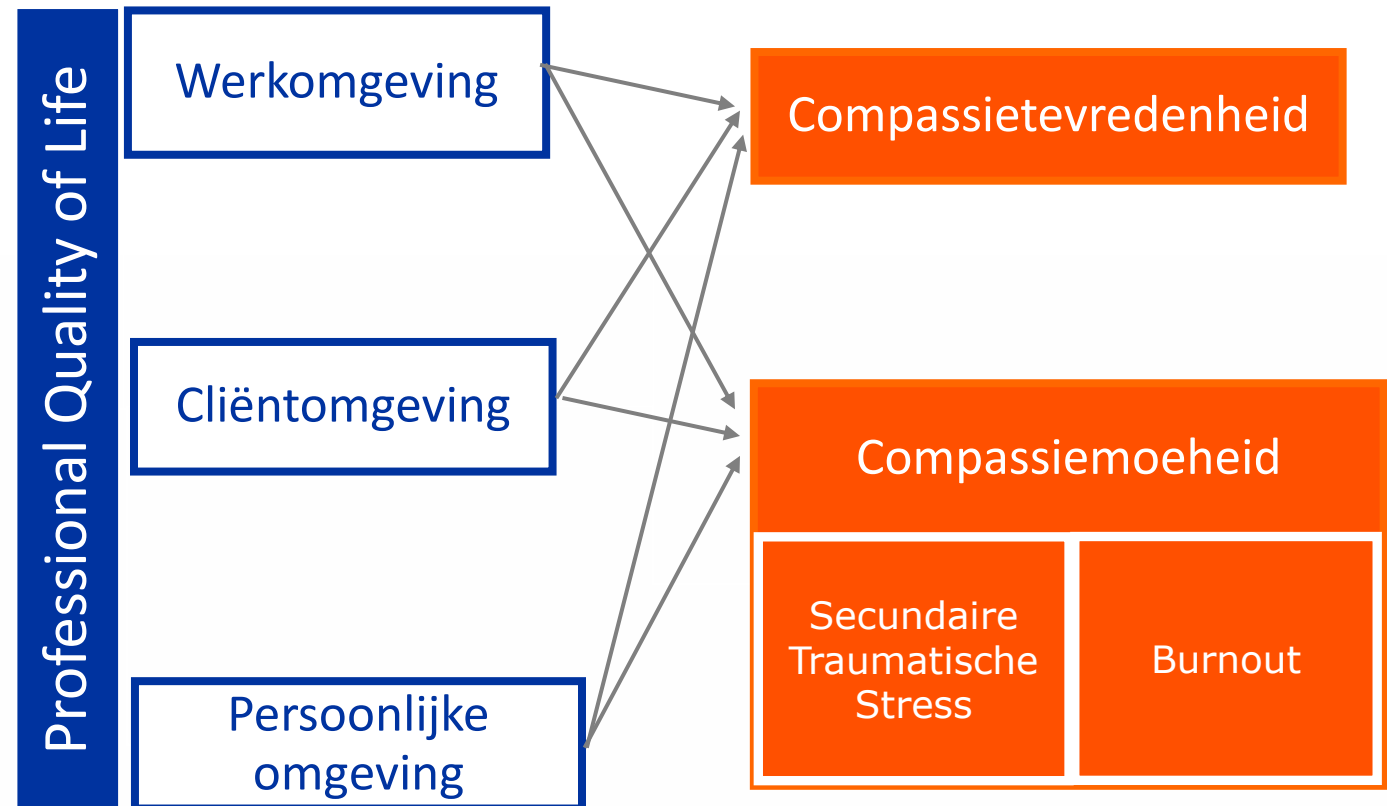 Professional Quality of Life
Werkomgeving
Cliëntomgeving
Persoonlijke
omgeving
Compassietevredenheid
Compassiemoeheid
Secundaire
Traumatische
Stress
Burnout